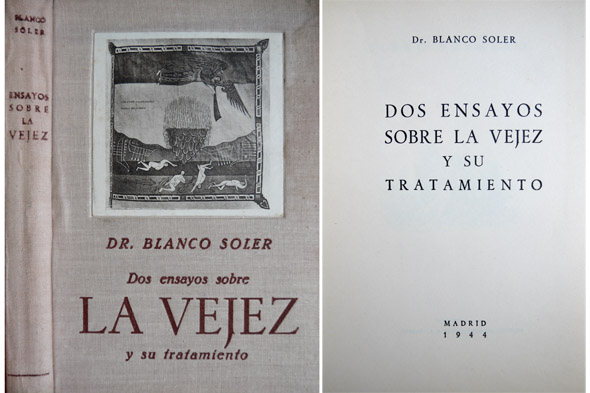 BLANCO
SOLER
ENSAYOS
SOBRE
LA
VEJEZ
DR. BLANCO SOLER
Dos ensayos sobre
LA VEJEZ
y su tratamiento
Dr. BLANCO SOLER
DOS ENSAYOS
SOBRE LA VEJEZ
Y SU
TRATAMIENTO
MADRID
1944